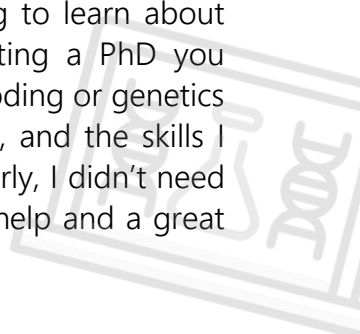 g to learn about
ting a PhD you
oding or genetics
, and the skills I
rly, I didn't need
help and a great